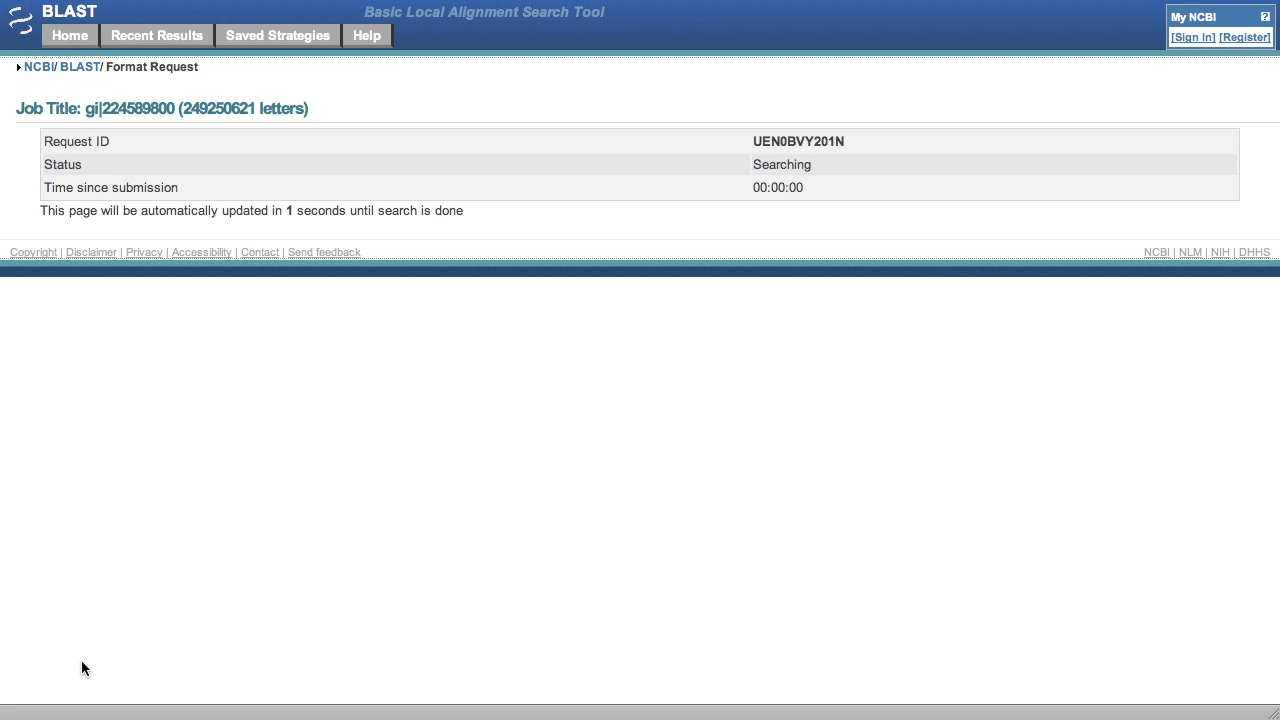 BLAST Basic Local Alignment Search Tool
My NCBI ?
[Sign In] [Register]
Home Recent Results Saved Strategies Help
NCBI/ BLAST/ Format Request
Job Title: gi|224589800 (249250621 letters)
Request ID UEN0BVY201N
Status Searching
Time since submission 00:00:00
This page will be automatically updated in 1 seconds until search is done
Copyright | Disclaimer | Privacy | Accessibility | Contact | Send feedback NCBI | NLM | NIH | DHHS